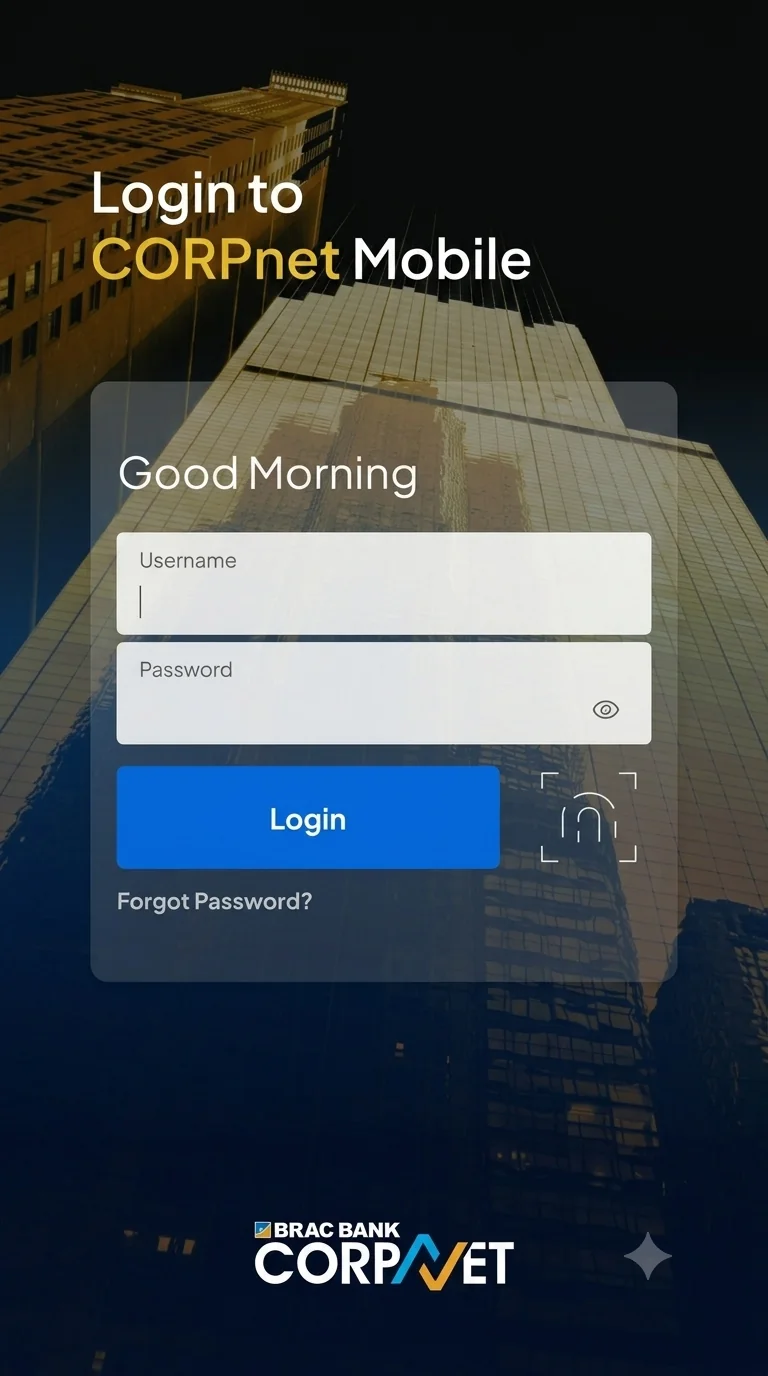 Login to
CORPnet Mobile
Good Morning
Username
Password
Login
Forgot Password?
BRAC BANK
CORPNET